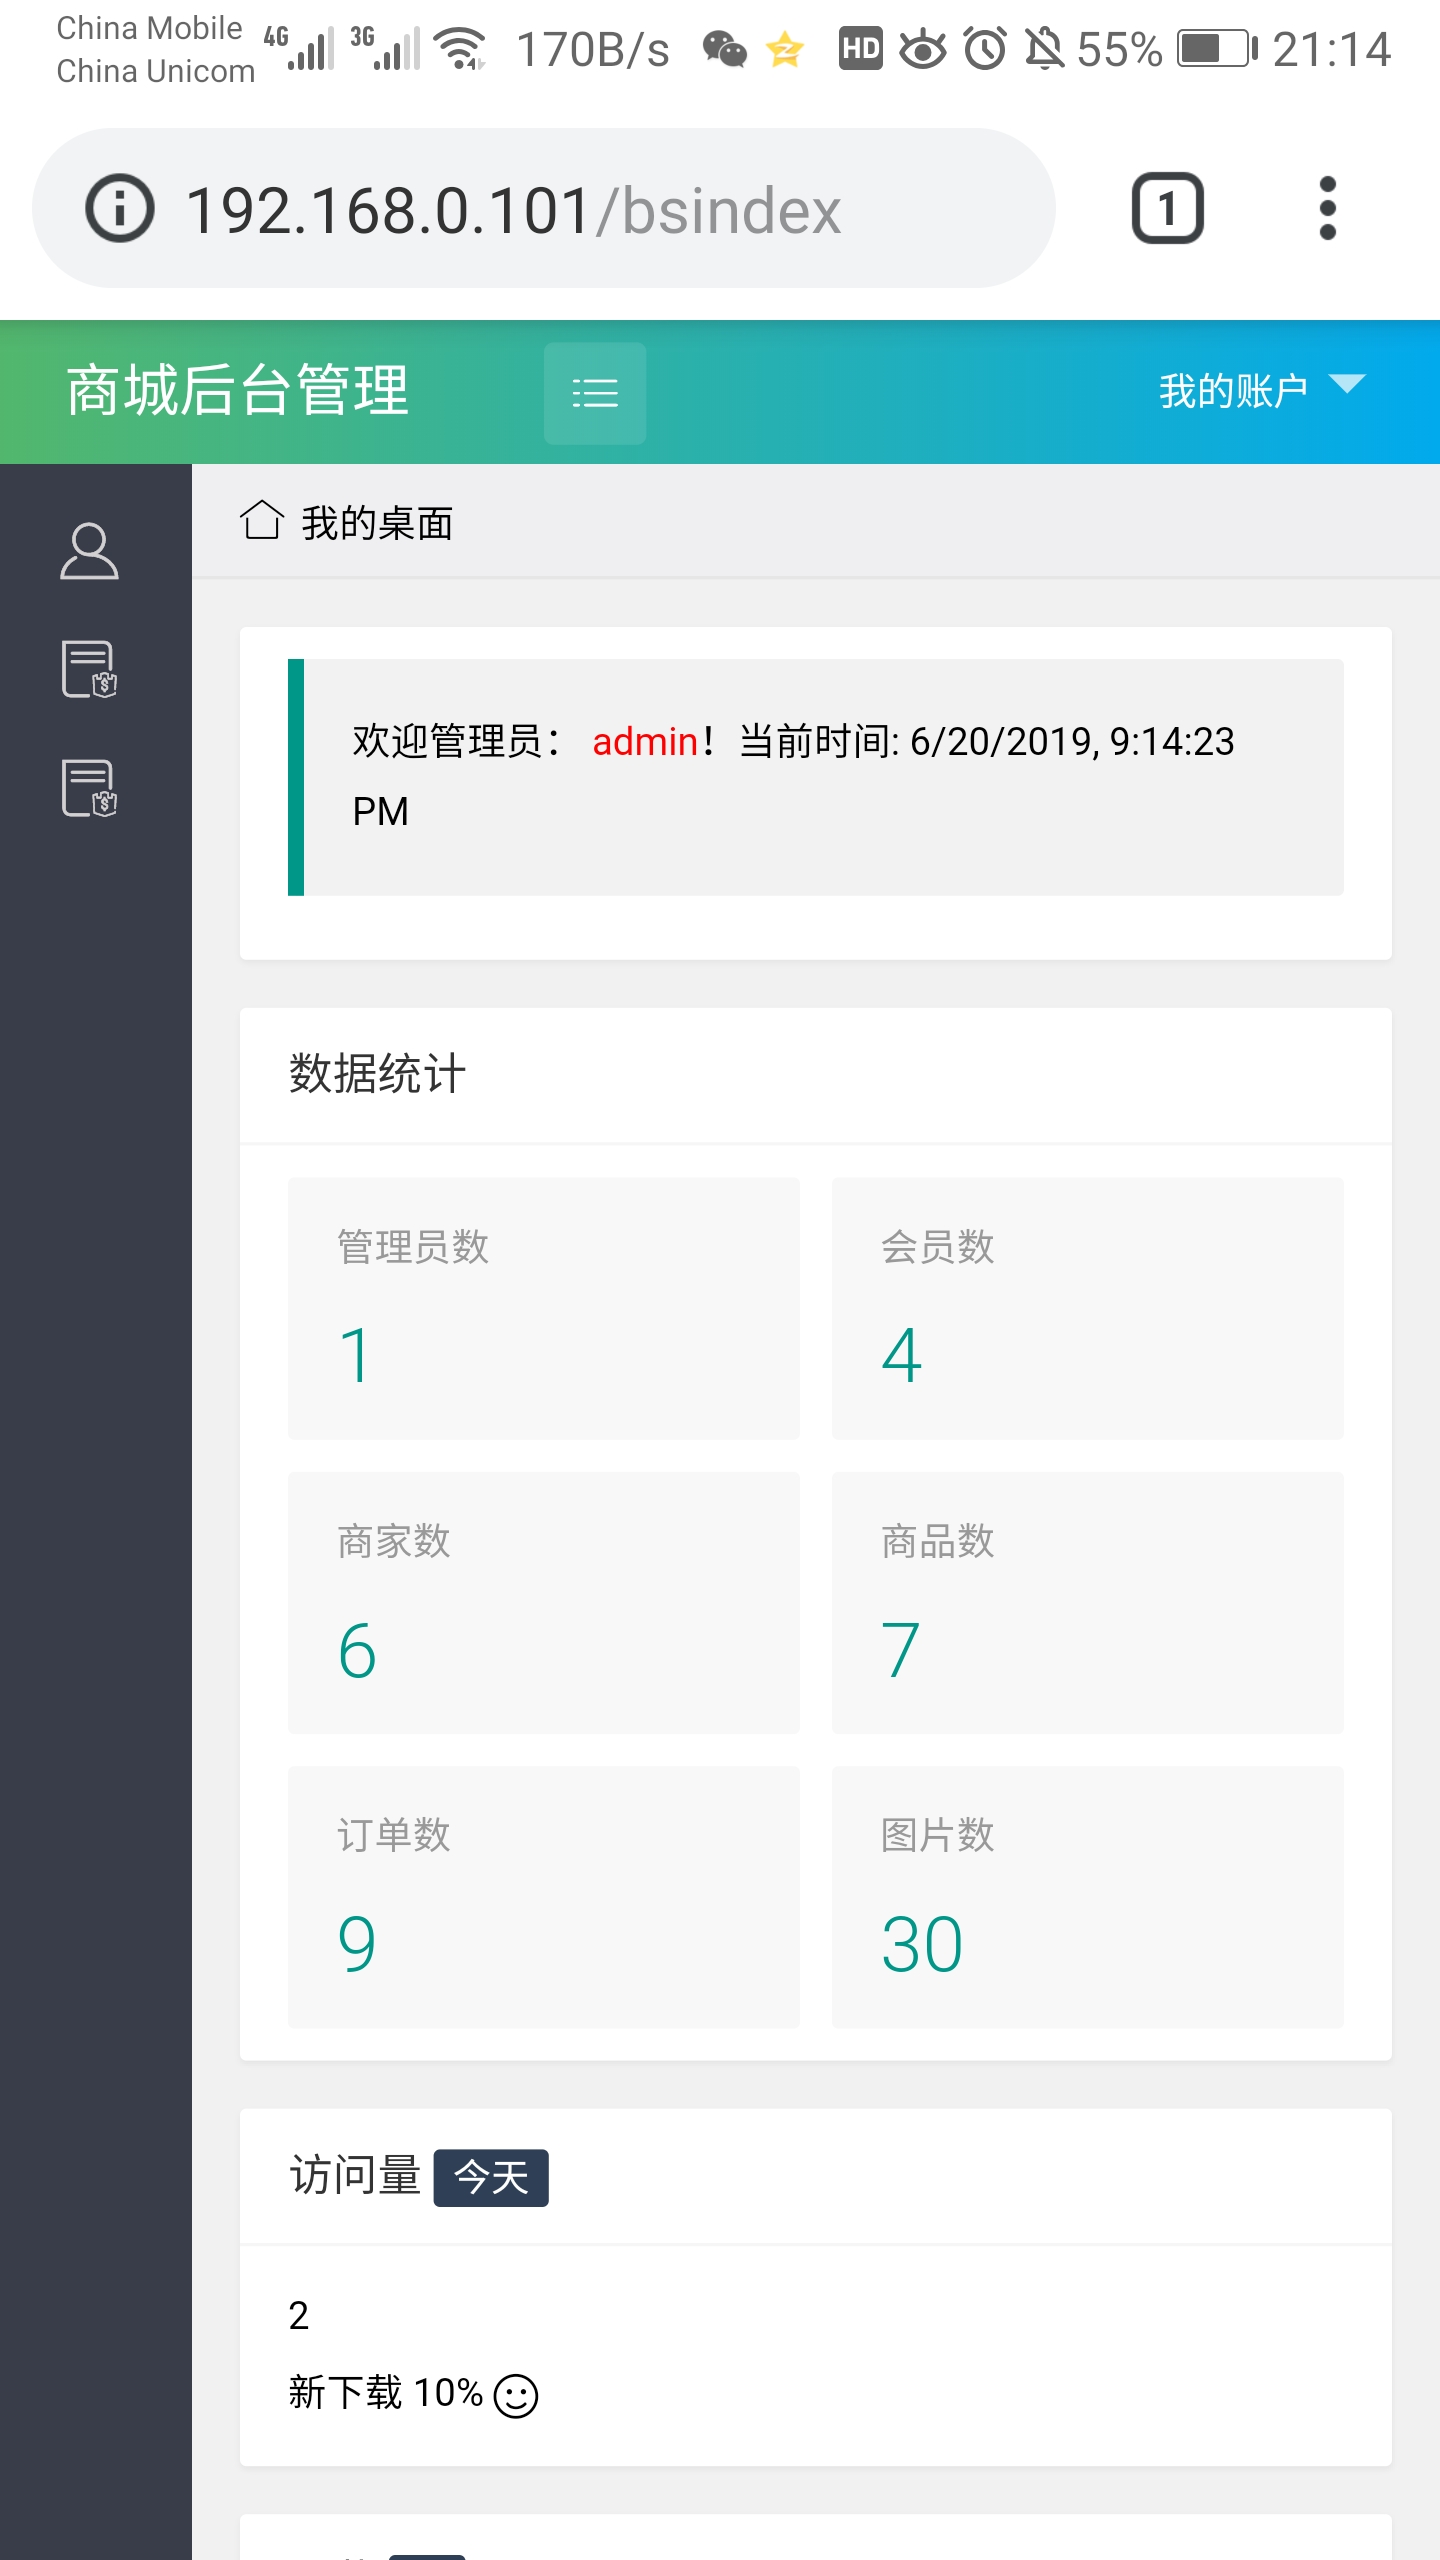 China Mobile
China Unicom
4G 3G 170B/s HD 55% 21:14
192.168.0.101/bsindex
1
商城后台管理
我的账户
我的桌面
欢迎管理员： admin！当前时间: 6/20/2019, 9:14:23
PM
数据统计
管理员数
1
会员数
4
商家数
6
商品数
7
订单数
9
图片数
30
访问量 今天
2
新下载 10%